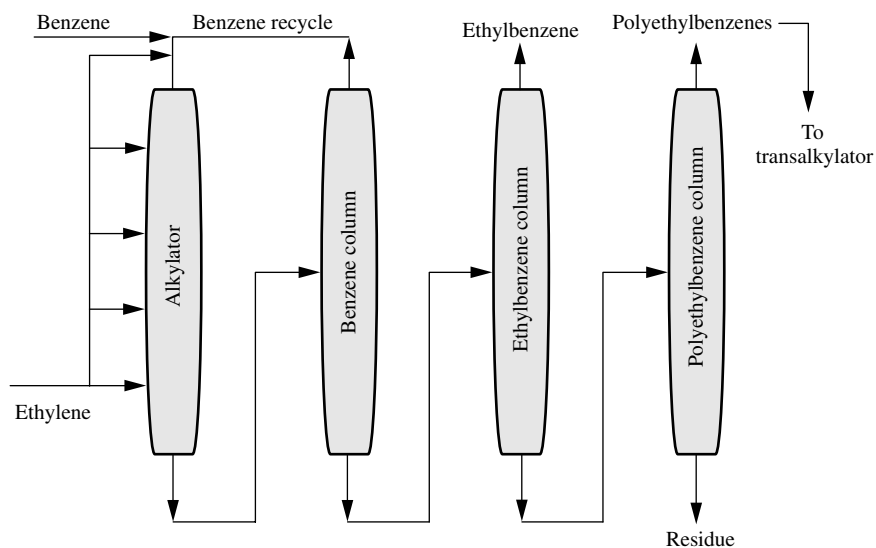 Benzene
Benzene recycle
Ethylbenzene
Polyethylbenzenes
To
transalkylator
Alkylator
Benzene column
Ethylbenzene column
Polyethylbenzene column
Ethylene
Residue